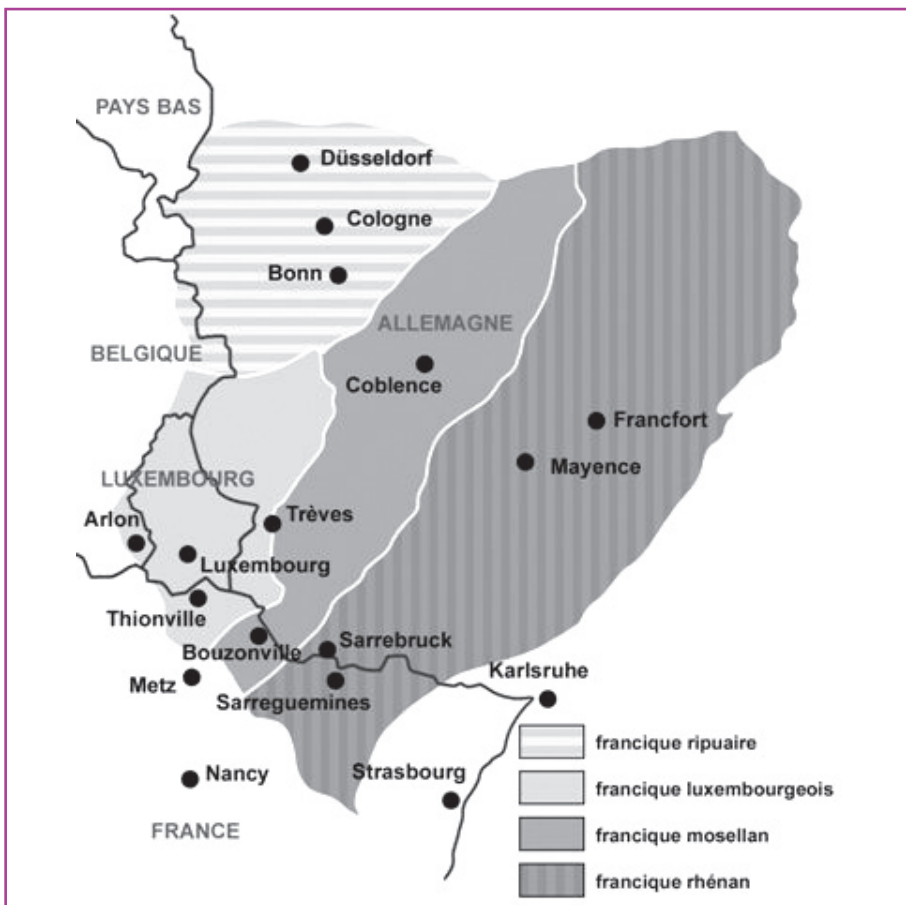 PAYS BAS
Düsseldorf
Cologne
Bonn
ALLEMAGNE
BELGIQUE
Coblence
Francfort
Mayence
LUXEMBOURG
Trèves
Arlon
Luxembourg
Thionville
Bouzonville
Sarrebruck
Metz
Sarreguemines
Karlsruhe
Nancy
Strasbourg
FRANCE
francique ripuaire
francique luxembourgeois
francique mosellan
francique rhénan